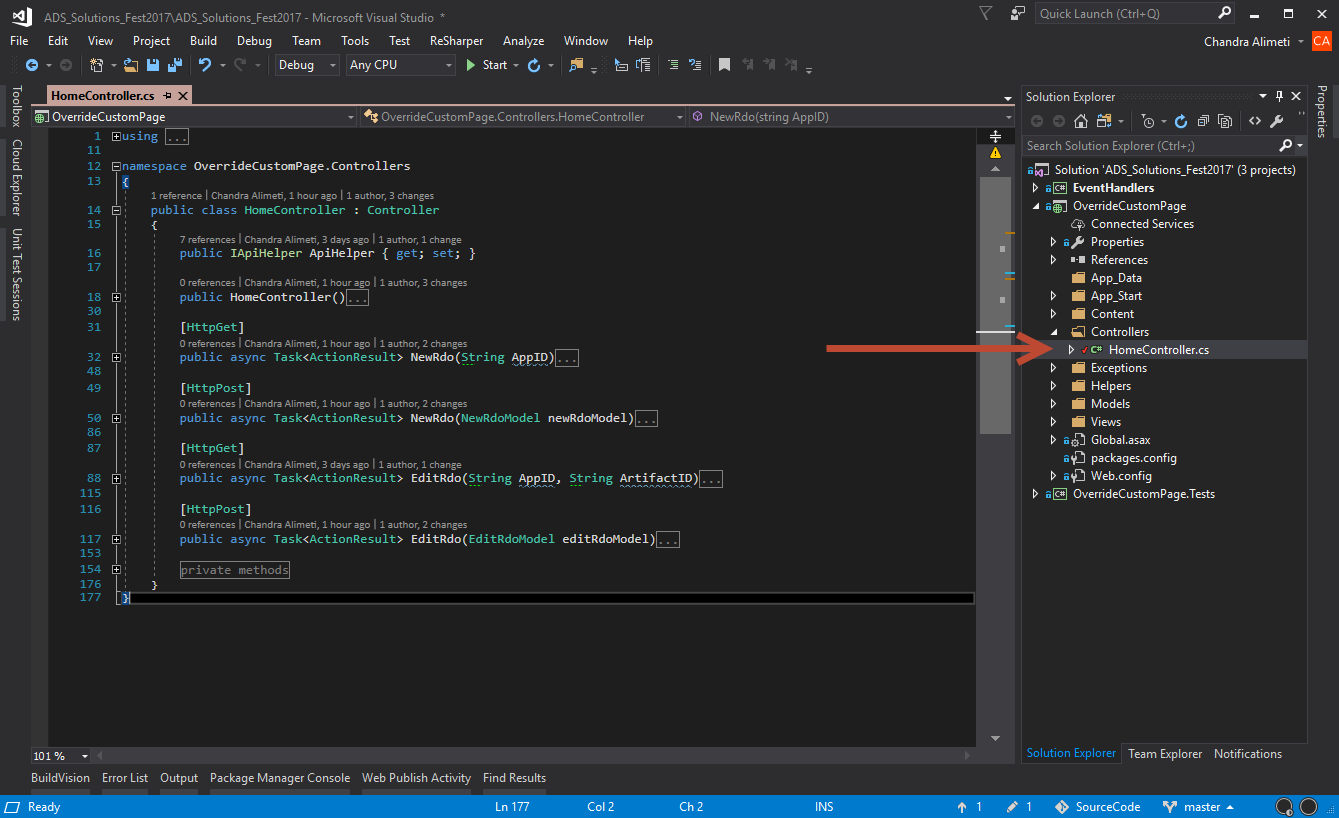 ADS_Solutions_Fest2017\ADS_Solutions_Fest2017 - Microsoft Visual Studio *
Quick Launch (Ctrl+Q)
File Edit View Project Build Debug Team Tools Test ReSharper Analyze Window Help
Chandra Alimeti CA
Debug Any CPU Start
Toolbox
Cloud Explorer
Unit Test Sessions
HomeController.cs
OverrideCustomPage OverrideCustomPage.Controllers.HomeController NewRdo(string AppID)
1 using ...
11
12 namespace OverrideCustomPage.Controllers
13 {
1 reference | Chandra Alimeti, 1 hour ago | 1 author, 3 changes
14 public class HomeController : Controller
15 {
7 references | Chandra Alimeti, 3 days ago | 1 author, 1 change
16 public IApiHelper ApiHelper { get; set; }
17
0 references | Chandra Alimeti, 1 hour ago | 1 author, 3 changes
18 public HomeController()...
30
31 [HttpGet]
0 references | Chandra Alimeti, 1 hour ago | 1 author, 2 changes
32 public async Task<ActionResult> NewRdo(String AppID)...
48
49 [HttpPost]
0 references | Chandra Alimeti, 1 hour ago | 1 author, 2 changes
50 public async Task<ActionResult> NewRdo(NewRdoModel newRdoModel)...
86
87 [HttpGet]
0 references | Chandra Alimeti, 3 days ago | 1 author, 1 change
88 public async Task<ActionResult> EditRdo(String AppID, String ArtifactID)...
115
116 [HttpPost]
0 references | Chandra Alimeti, 1 hour ago | 1 author, 2 changes
117 public async Task<ActionResult> EditRdo(EditRdoModel editRdoModel)...
153
154 private methods
176 }
177 }
101 %
Solution Explorer
Search Solution Explorer (Ctrl+;)
Solution 'ADS_Solutions_Fest2017' (3 projects)
C# EventHandlers
OverrideCustomPage
Connected Services
Properties
References
App_Data
App_Start
Content
Controllers
C# HomeController.cs
Exceptions
Helpers
Models
Views
Global.asax
packages.config
Web.config
C# OverrideCustomPage.Tests
Solution Explorer Team Explorer Notifications
Properties
BuildVision Error List Output Package Manager Console Web Publish Activity Find Results
Ready Ln 177 Col 2 Ch 2 INS 1 1 SourceCode master